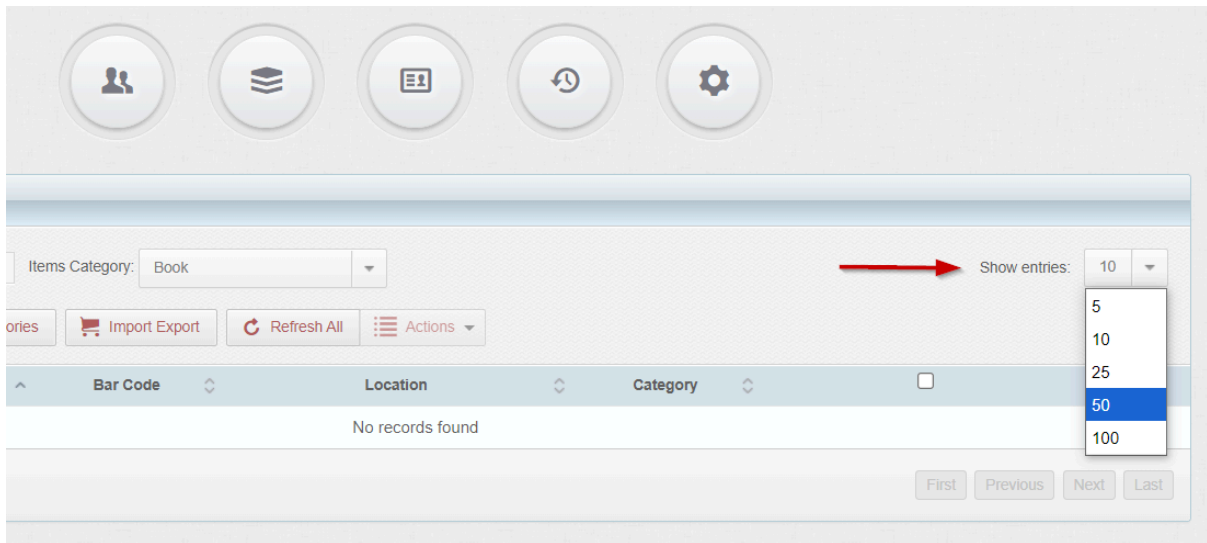 Items Category: Book Show entries: 10
5
ories Import Export Refresh All Actions
10
25
Bar Code Location Category
50
No records found
100
First Previous Next Last